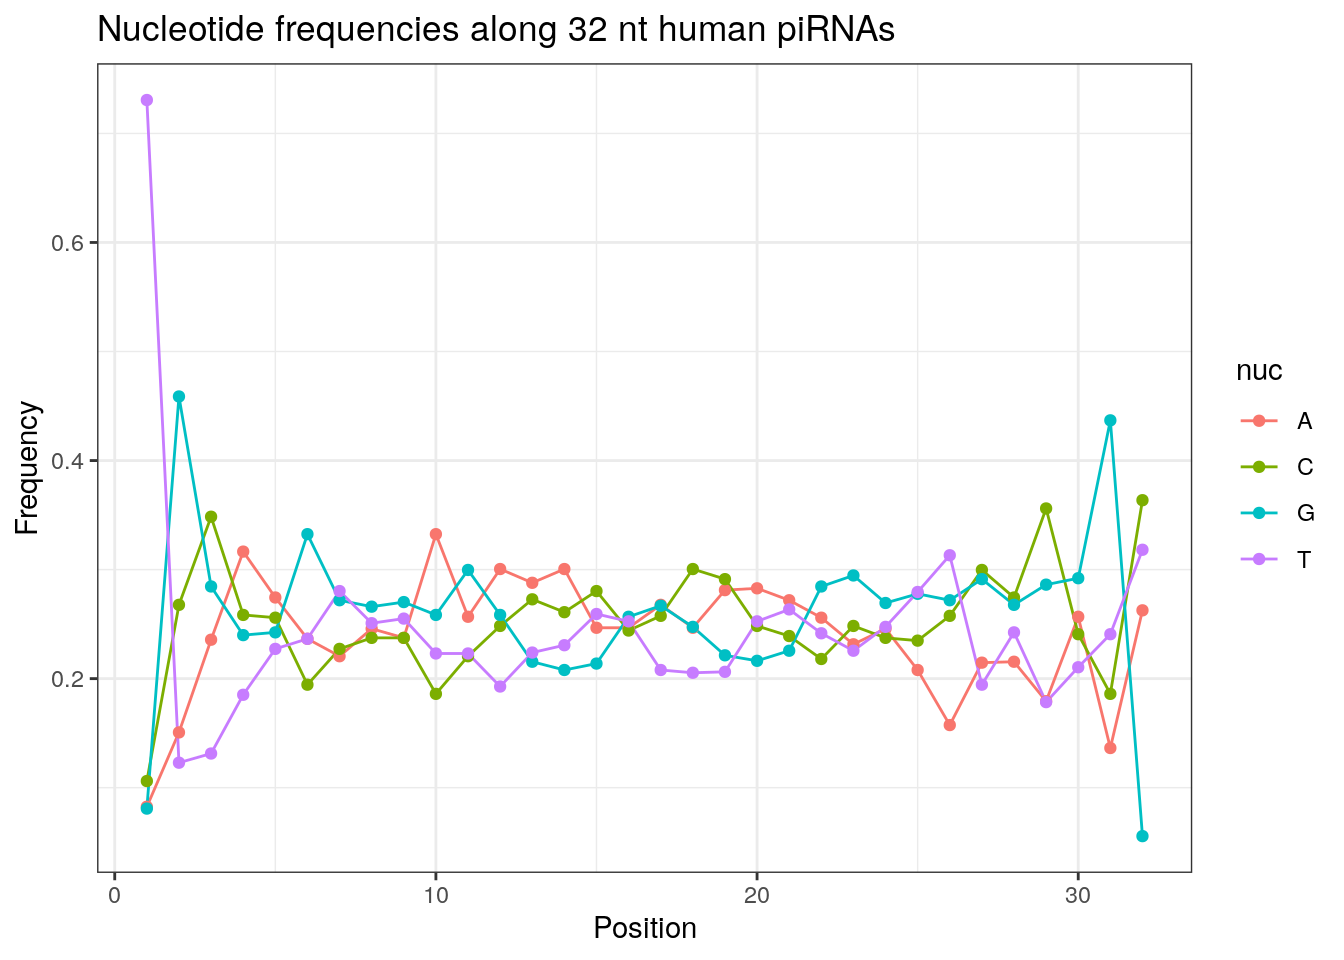 Nucleotide frequencies along 32 nt human piRNAs
Frequency
0.6
0.4
0.2
0 10 20 30
Position
nuc
A
C
G
T